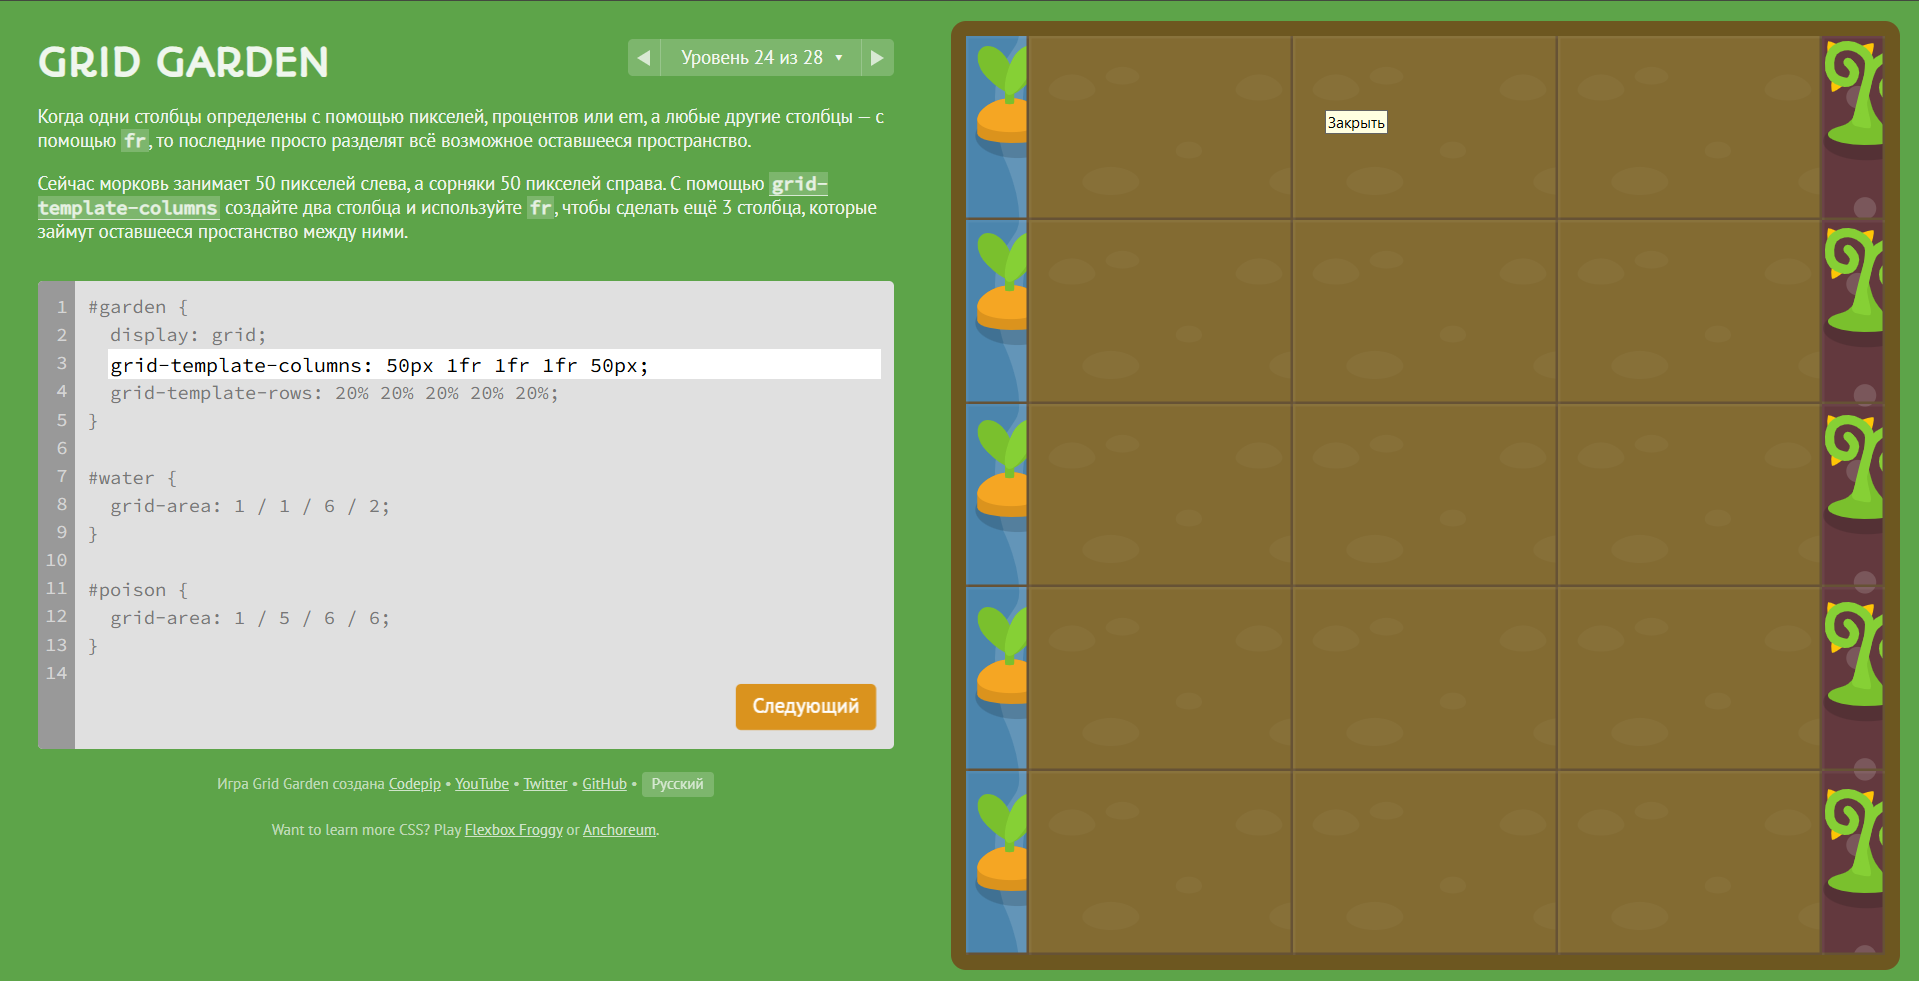 GRID GARDEN
Уровень 24 из 28
Когда одни столбцы определены с помощью пикселей, процентов или em, а любые другие столбцы — с
помощью fr, то последние просто разделят всё возможное оставшееся пространство.
Сейчас морковь занимает 50 пикселей слева, а сорняки 50 пикселей справа. С помощью grid-
template-columns создайте два столбца и используйте fr, чтобы сделать ещё 3 столбца, которые
займут оставшееся простанство между ними.
1 #garden {
2 display: grid;
3 grid-template-columns: 50px 1fr 1fr 1fr 50px;
4 grid-template-rows: 20% 20% 20% 20% 20%;
5 }
6
7 #water {
8 grid-area: 1 / 1 / 6 / 2;
9 }
10
11 #poison {
12 grid-area: 1 / 5 / 6 / 6;
13 }
14
Следующий
Игра Grid Garden создана Codepip • YouTube • Twitter • GitHub • Русский
Want to learn more CSS? Play Flexbox Froggy or Anchoreum.
Закрыть